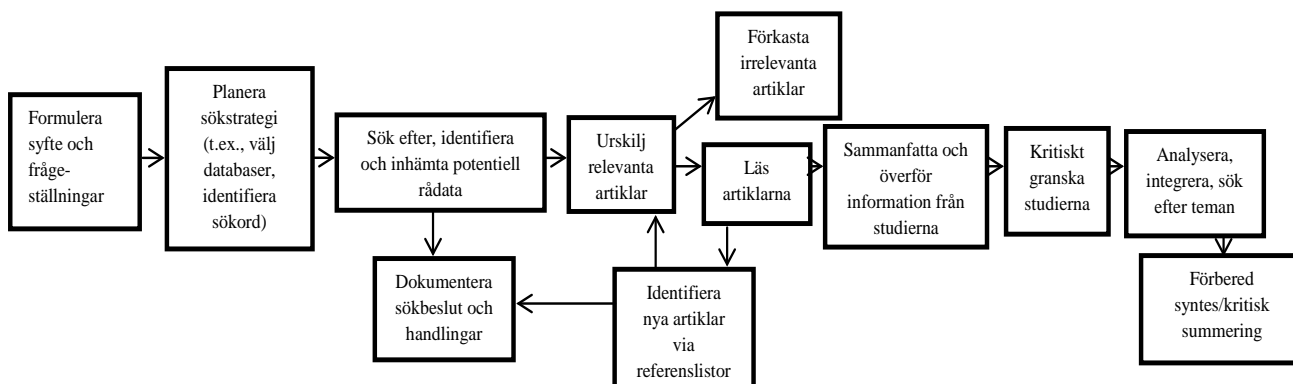 Formulera
syfte och
fråge-
ställningar
Planera
sökstrategi
(t.ex., välj
databaser,
identifiera
sökord)
Sök efter, identifiera
och inhämta potentiell
rådata
Dokumentera
sökbeslut och
handlingar
Urskilj
relevanta
artiklar
Förkasta
irrelevanta
artiklar
Läs
artiklarna
Identifiera
nya artiklar
via
referenslistor
Sammanfatta och
överför
information från
studierna
Kritiskt
granska
studierna
Analysera,
integrera, sök
efter teman
Förbered
syntes/kritisk
summering